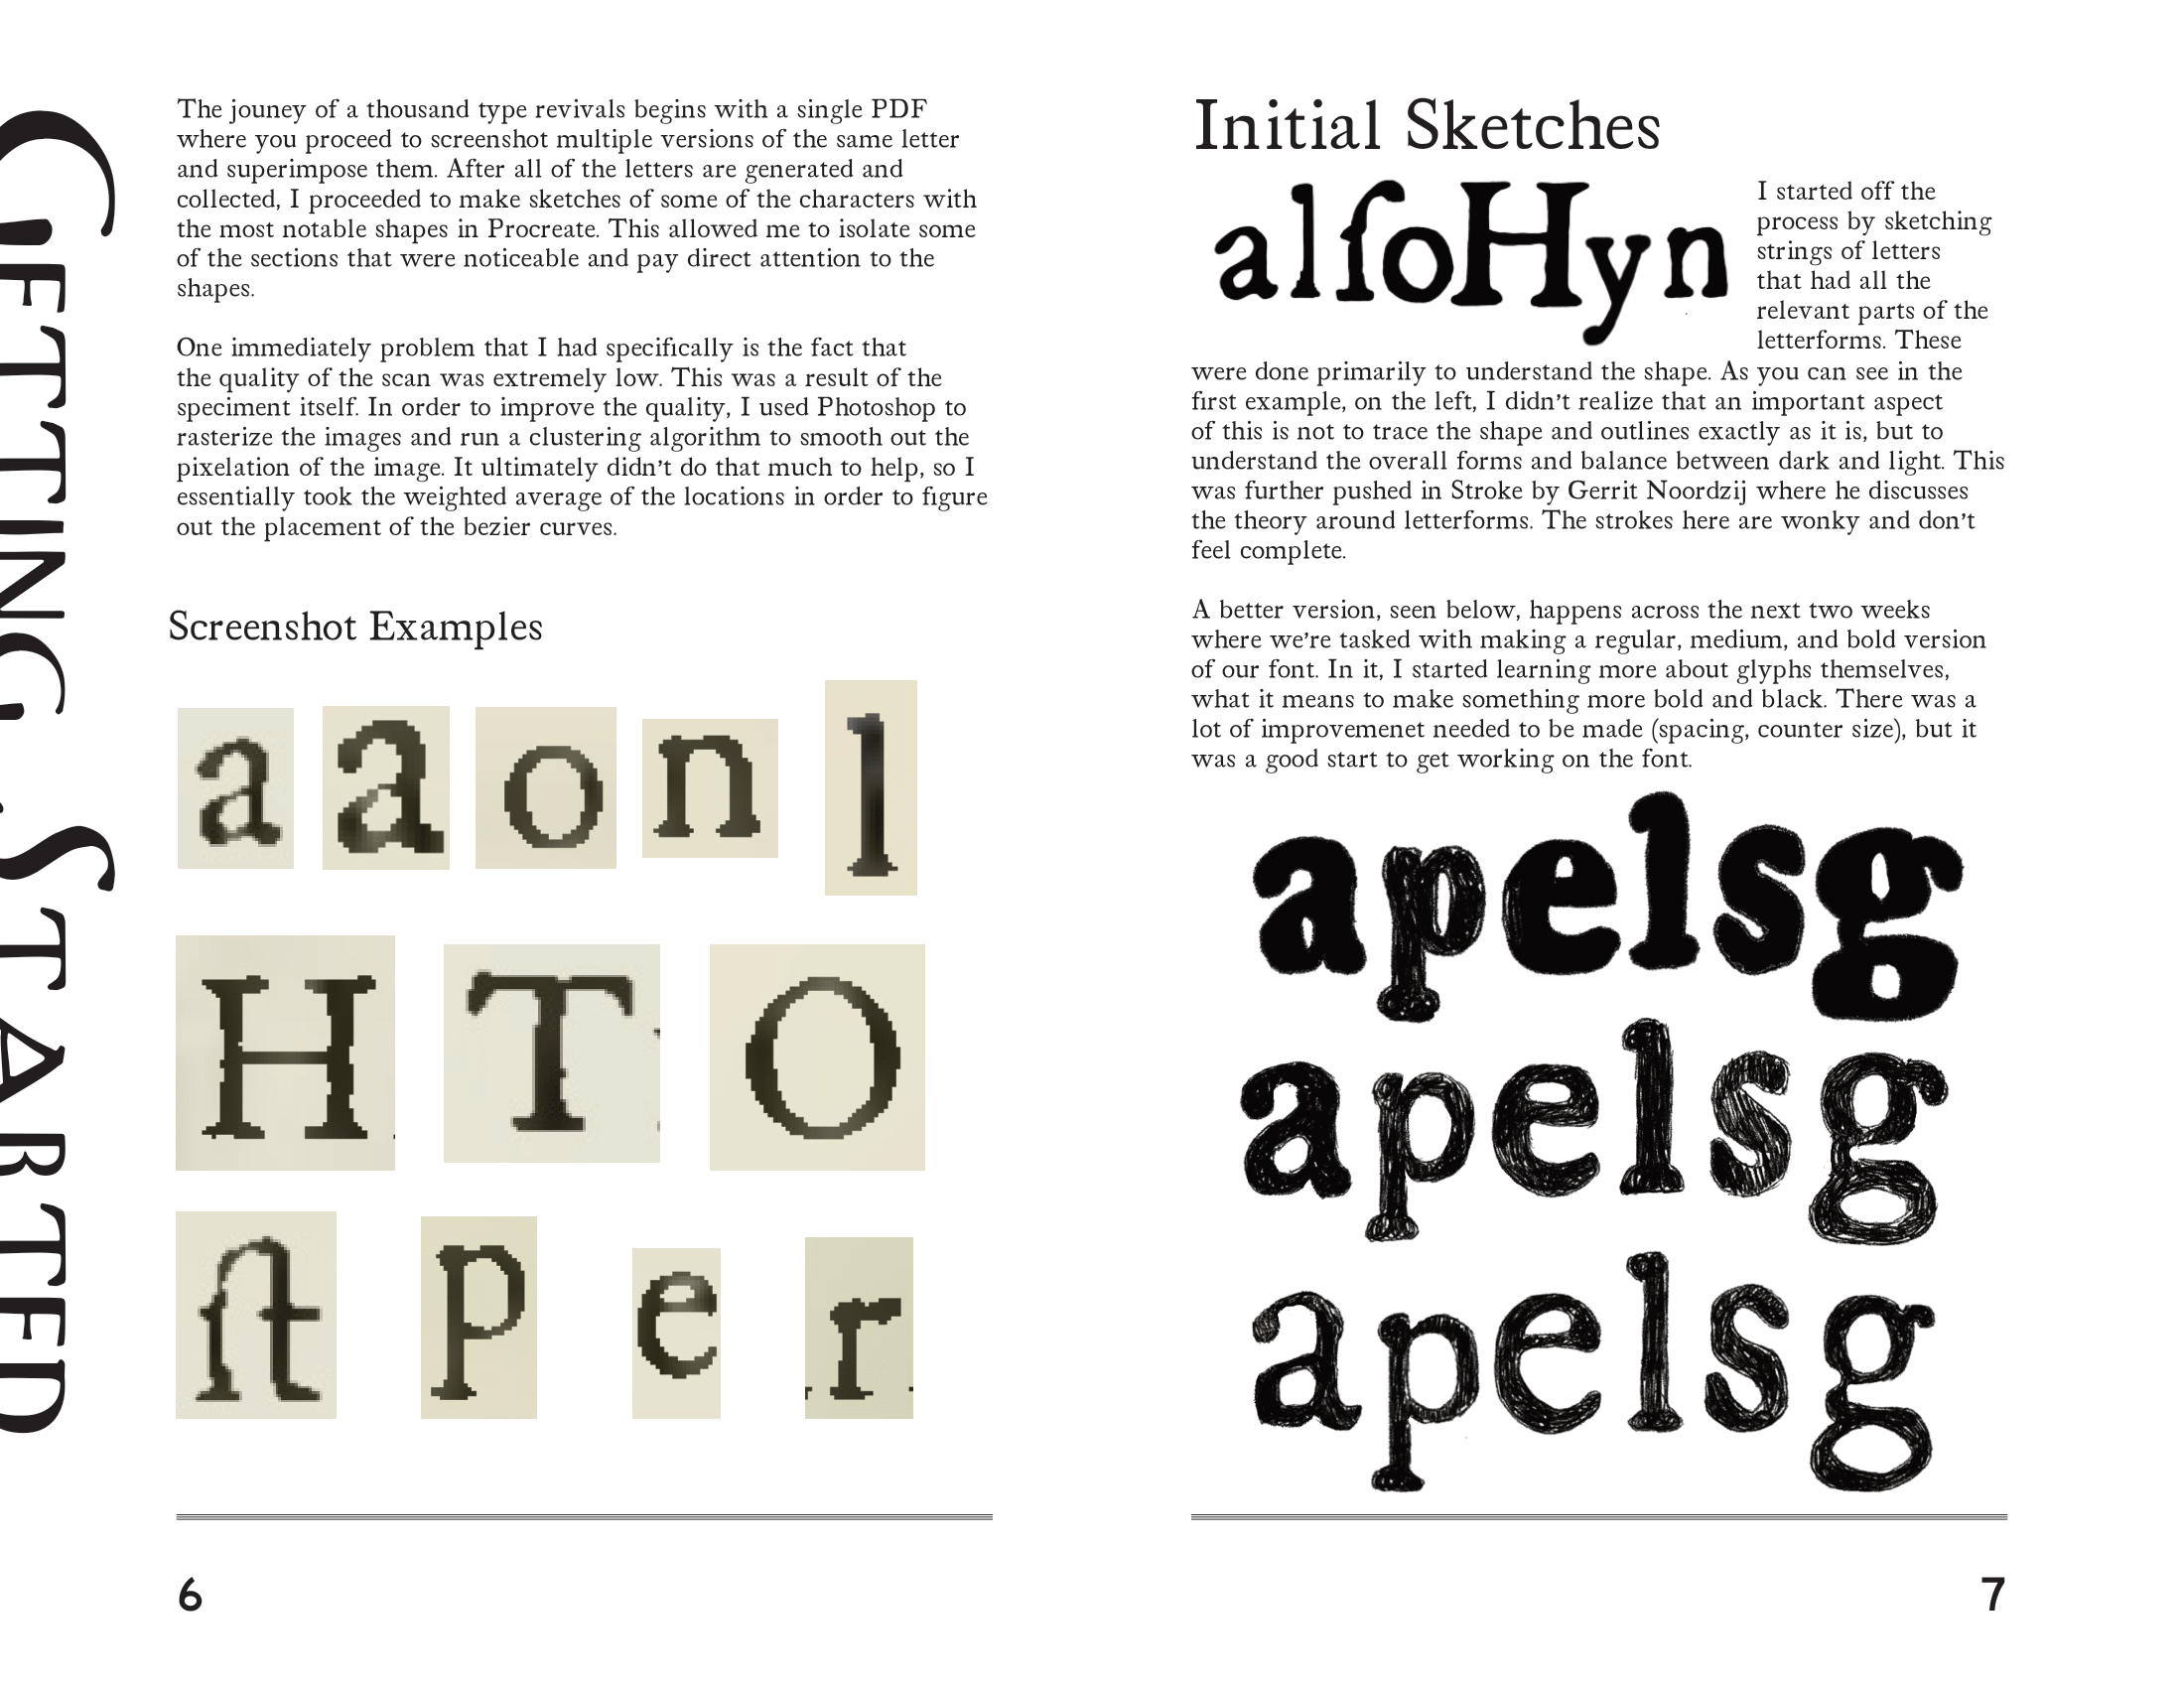 GETTING STARTED
The jouney of a thousand type revivals begins with a single PDF
where you proceed to screenshot multiple versions of the same letter
and superimpose them. After all of the letters are generated and
collected, I proceeded to make sketches of some of the characters with
the most notable shapes in Procreate. This allowed me to isolate some
of the sections that were noticeable and pay direct attention to the
shapes.
One immediately problem that I had specifically is the fact that
the quality of the scan was extremely low. This was a result of the
speciment itself. In order to improve the quality, I used Photoshop to
rasterize the images and run a clustering algorithm to smooth out the
pixelation of the image. It ultimately didn't do that much to help, so I
essentially took the weighted average of the locations in order to figure
out the placement of the bezier curves.
Screenshot Examples
a a o n l
H T O
ſt p e r
6
Initial Sketches
alſoHyn
I started off the
process by sketching
strings of letters
that had all the
relevant parts of the
letterforms. These
were done primarily to understand the shape. As you can see in the
first example, on the left, I didn't realize that an important aspect
of this is not to trace the shape and outlines exactly as it is, but to
understand the overall forms and balance between dark and light. This
was further pushed in Stroke by Gerrit Noordzij where he discusses
the theory around letterforms. The strokes here are wonky and don't
feel complete.
A better version, seen below, happens across the next two weeks
where we're tasked with making a regular, medium, and bold version
of our font. In it, I started learning more about glyphs themselves,
what it means to make something more bold and black. There was a
lot of improvemenet needed to be made (spacing, counter size), but it
was a good start to get working on the font.
apelsg
apelsg
apelsg
7